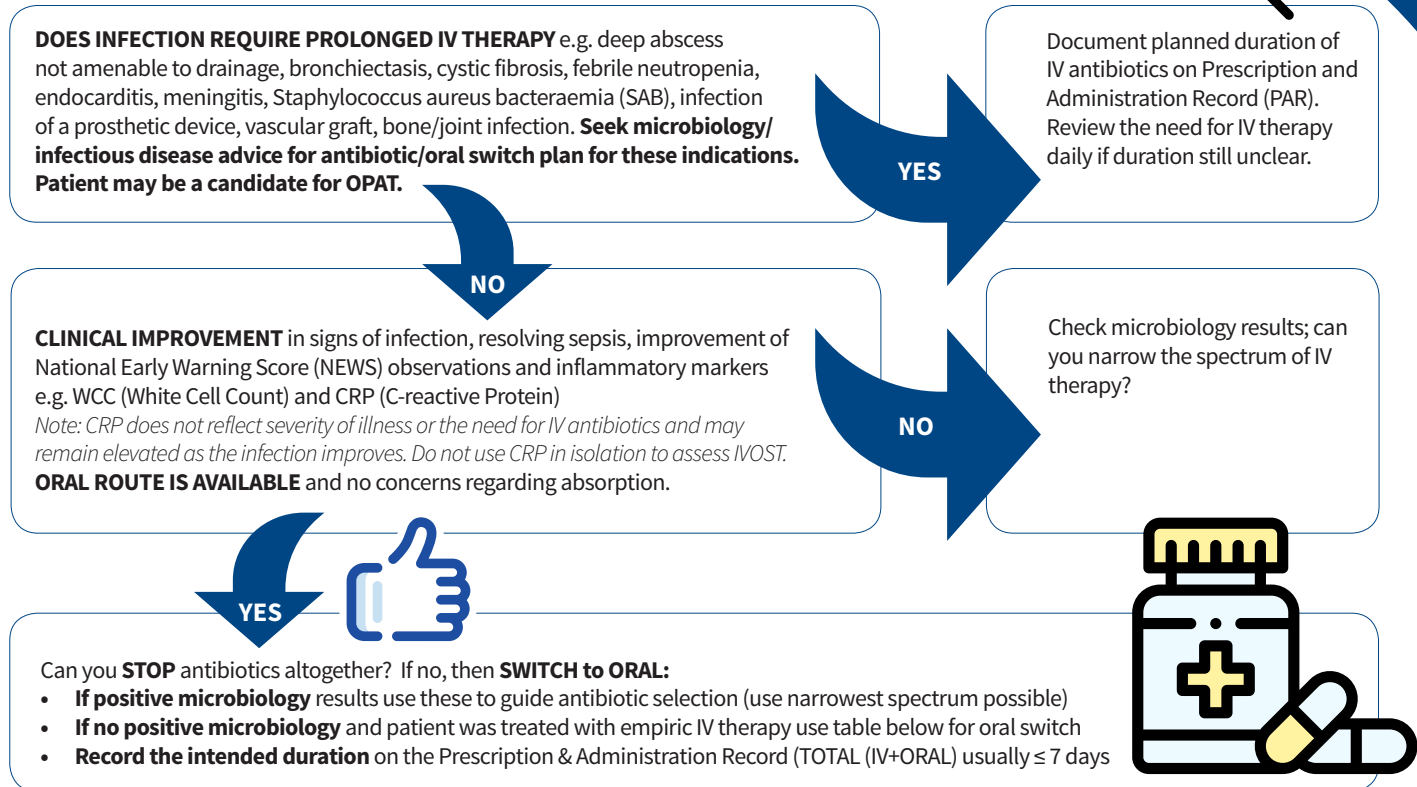 DOES INFECTION REQUIRE PROLONGED IV THERAPY e.g. deep abscess
not amenable to drainage, bronchiectasis, cystic fibrosis, febrile neutropenia,
endocarditis, meningitis, Staphylococcus aureus bacteraemia (SAB), infection
of a prosthetic device, vascular graft, bone/joint infection. Seek microbiology/
infectious disease advice for antibiotic/oral switch plan for these indications.
Patient may be a candidate for OPAT.
YES
Document planned duration of
IV antibiotics on Prescription and
Administration Record (PAR).
Review the need for IV therapy
daily if duration still unclear.
NO
CLINICAL IMPROVEMENT in signs of infection, resolving sepsis, improvement of
National Early Warning Score (NEWS) observations and inflammatory markers
e.g. WCC (White Cell Count) and CRP (C-reactive Protein)
Note: CRP does not reflect severity of illness or the need for IV antibiotics and may
remain elevated as the infection improves. Do not use CRP in isolation to assess IVOST.
ORAL ROUTE IS AVAILABLE and no concerns regarding absorption.
NO
Check microbiology results; can
you narrow the spectrum of IV
therapy?
YES
Can you STOP antibiotics altogether? If no, then SWITCH to ORAL:
• If positive microbiology results use these to guide antibiotic selection (use narrowest spectrum possible)
• If no positive microbiology and patient was treated with empiric IV therapy use table below for oral switch
• Record the intended duration on the Prescription & Administration Record (TOTAL (IV+ORAL) usually ≤ 7 days